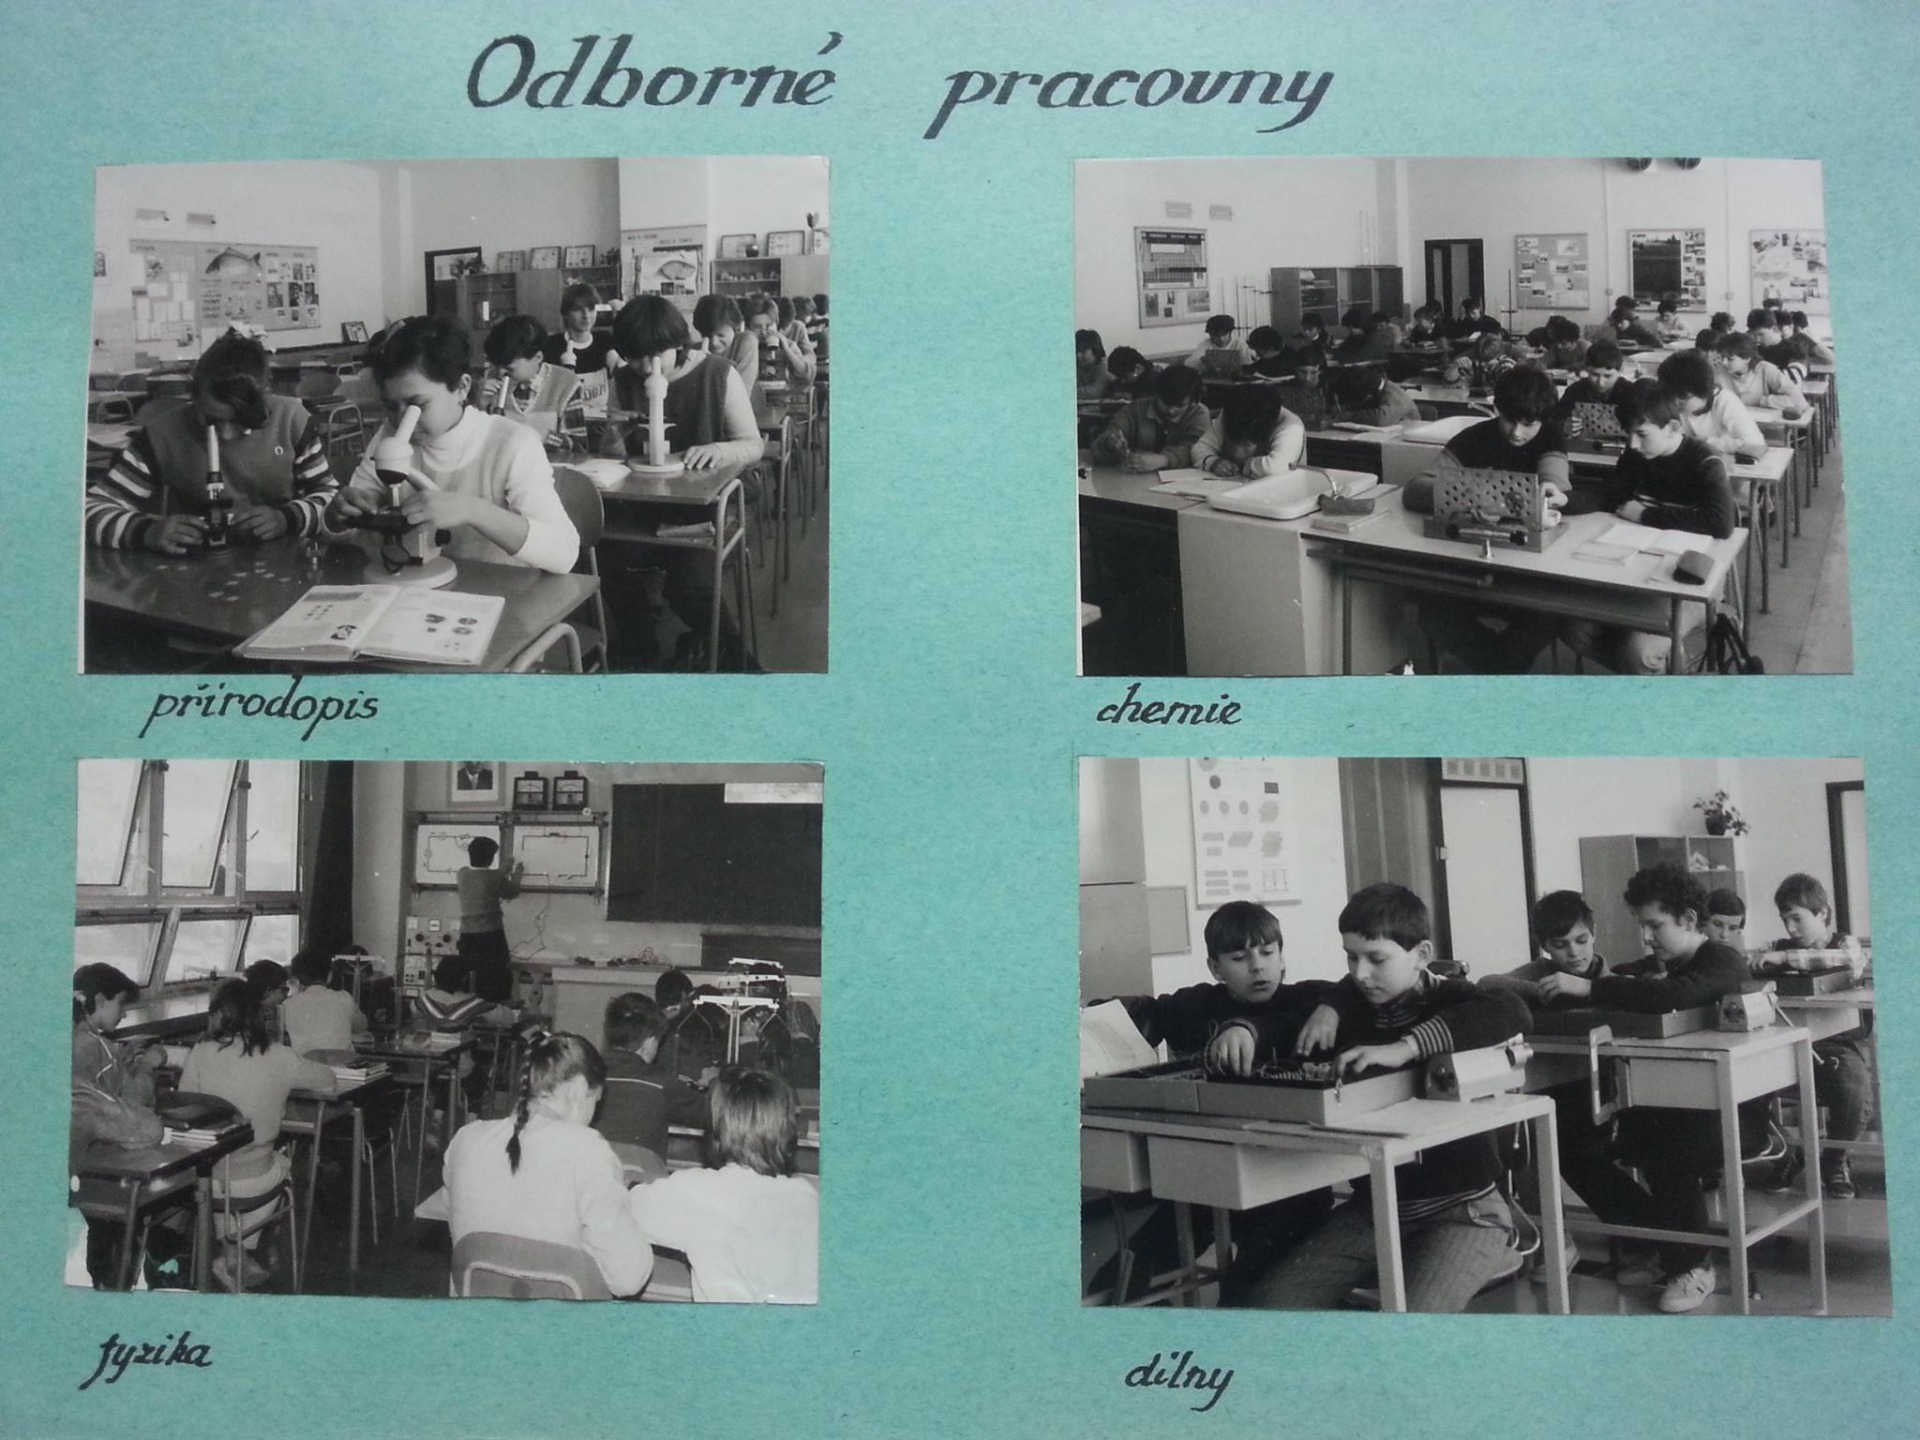 Odborné pracovny
přírodopis
chemie
fyzika
dílny